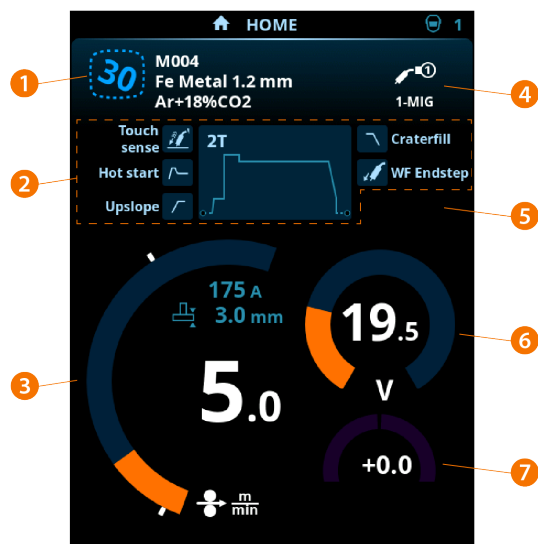 HOME 1
30
M004
Fe Metal 1.2 mm
Ar+18%CO2
1
1-MIG
1
4
Touch
sense
2T
Craterfill
2
Hot start
WF Endstep
Upslope
5
175 A
3.0 mm
19.5
6
3
5.0
V
+0.0
7
m
min